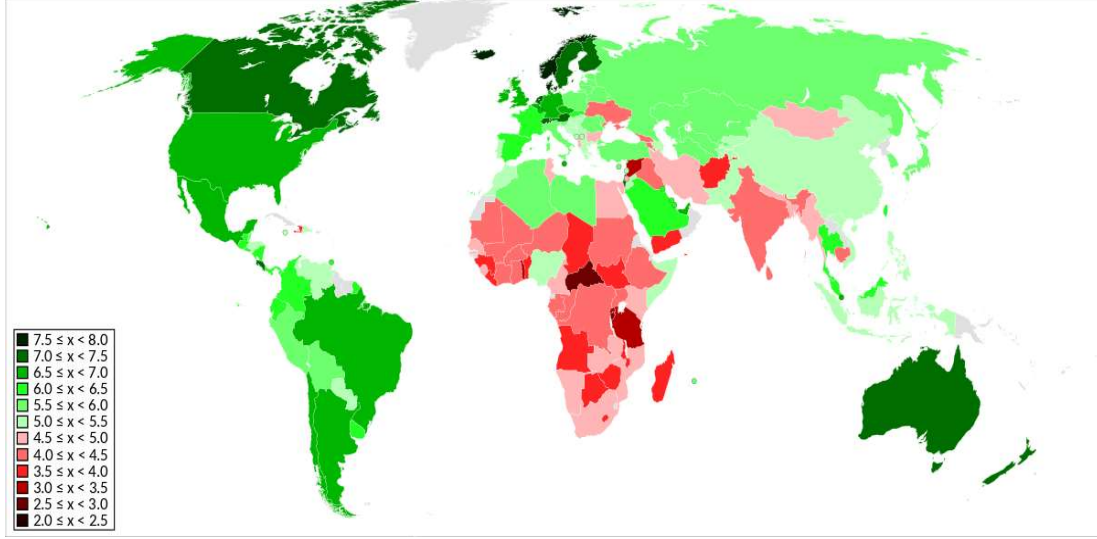 7.5 ≤ x < 8.0
7.0 ≤ x < 7.5
6.5 ≤ x < 7.0
6.0 ≤ x < 6.5
5.5 ≤ x < 6.0
5.0 ≤ x < 5.5
4.5 ≤ x < 5.0
4.0 ≤ x < 4.5
3.5 ≤ x < 4.0
3.0 ≤ x < 3.5
2.5 ≤ x < 3.0
2.0 ≤ x < 2.5